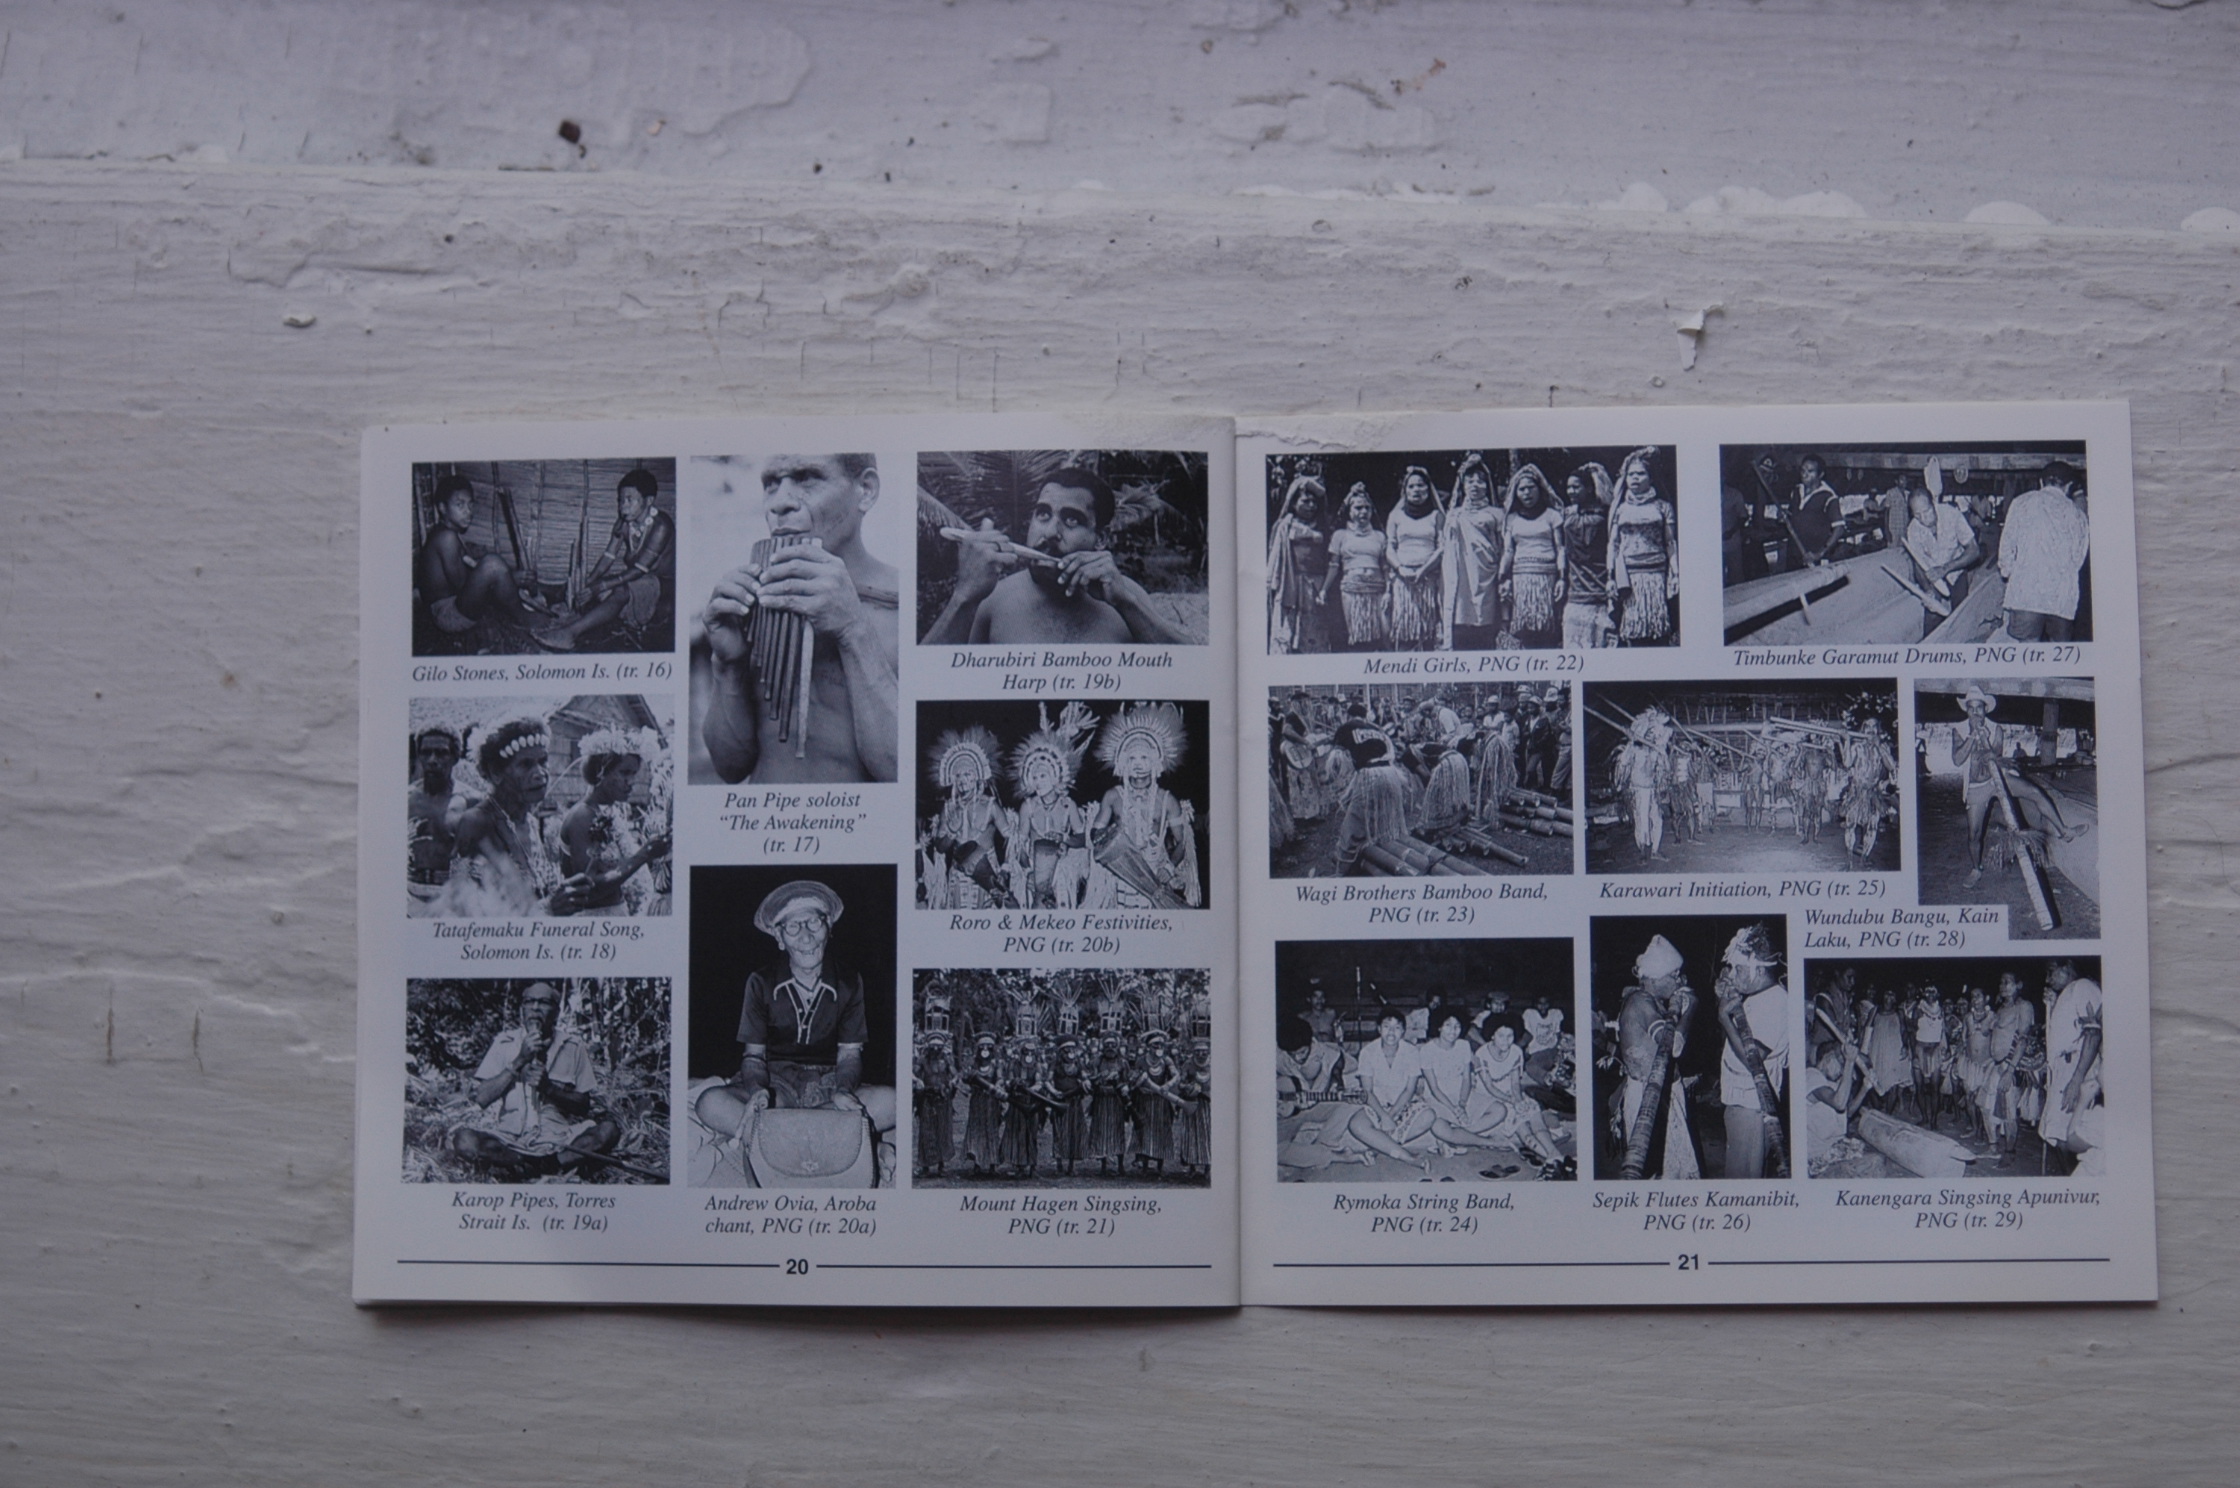 Gilo Stones, Solomon Is. (tr. 16)
Pan Pipe soloist
“The Awakening”
(tr. 17)
Dharubiri Bamboo Mouth
Harp (tr. 19b)
Tatafemaku Funeral Song,
Solomon Is. (tr. 18)
Roro & Mekeo Festivities,
PNG (tr. 20b)
Karop Pipes, Torres
Strait Is. (tr. 19a)
Andrew Ovia, Aroba
chant, PNG (tr. 20a)
Mount Hagen Singsing,
PNG (tr. 21)
20
Mendi Girls, PNG (tr. 22)
Timbunke Garamut Drums, PNG (tr. 27)
Wagi Brothers Bamboo Band,
PNG (tr. 23)
Karawari Initiation, PNG (tr. 25)
Wundubu Bangu, Kain
Laku, PNG (tr. 28)
Rymoka String Band,
PNG (tr. 24)
Sepik Flutes Kamanibit,
PNG (tr. 26)
Kanengara Singsing Apunivur,
PNG (tr. 29)
21